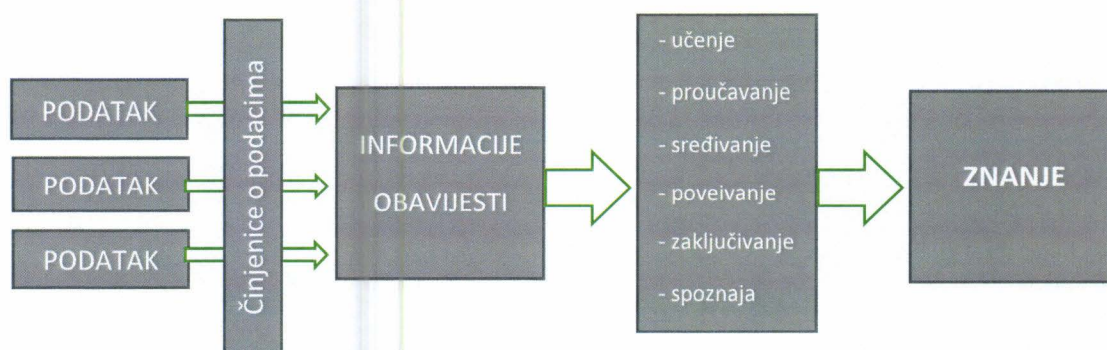 PODATAK
PODATAK
PODATAK
Činjenice o podacima
INFORMACIJE
OBAVIJESTI
- učenje
- proučavanje
- sređivanje
- poveivanje
- zaključivanje
- spoznaja
ZNANJE